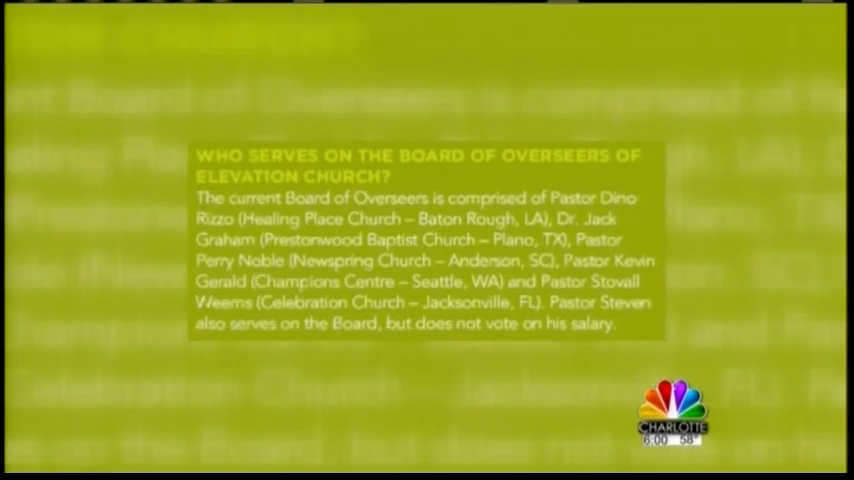 WHO SERVES ON THE BOARD OF OVERSEERS OF
ELEVATION CHURCH?
The current Board of Overseers is comprised of Pastor Dino
Rizzo (Healing Place Church – Baton Rough, LA), Dr. Jack
Graham (Prestonwood Baptist Church – Plano, TX), Pastor
Perry Noble (Newspring Church – Anderson, SC), Pastor Kevin
Gerald (Champions Centre – Seattle, WA) and Pastor Stovall
Weems (Celebration Church – Jacksonville, FL). Pastor Steven
also serves on the Board, but does not vote on his salary.
CHARLOTTE
6:00 58°